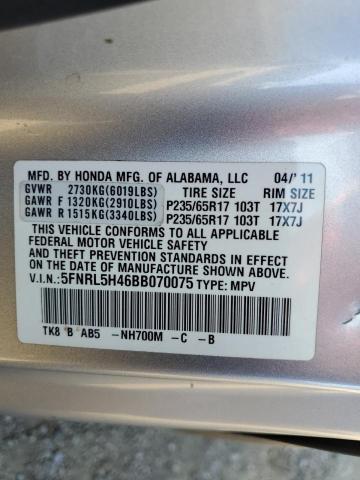 MFD. BY HONDA MFG. OF ALABAMA, LLC 04/'11
GVWR 2730KG(6019LBS) TIRE SIZE RIM SIZE
GAWR F 1320KG(2910LBS) P235/65R17 103T 17X7J
GAWR R 1515KG(3340LBS) P235/65R17 103T 17X7J
THIS VEHICLE CONFORMS TO ALL APPLICABLE
FEDERAL MOTOR VEHICLE SAFETY
AND THEFT PREVENTION STANDARDS IN EFFECT
ON THE DATE OF MANUFACTURE SHOWN ABOVE.
V.I.N.: 5FNRL5H46BB070075 TYPE: MPV
TK8 B AB5 -NH700M -C -B